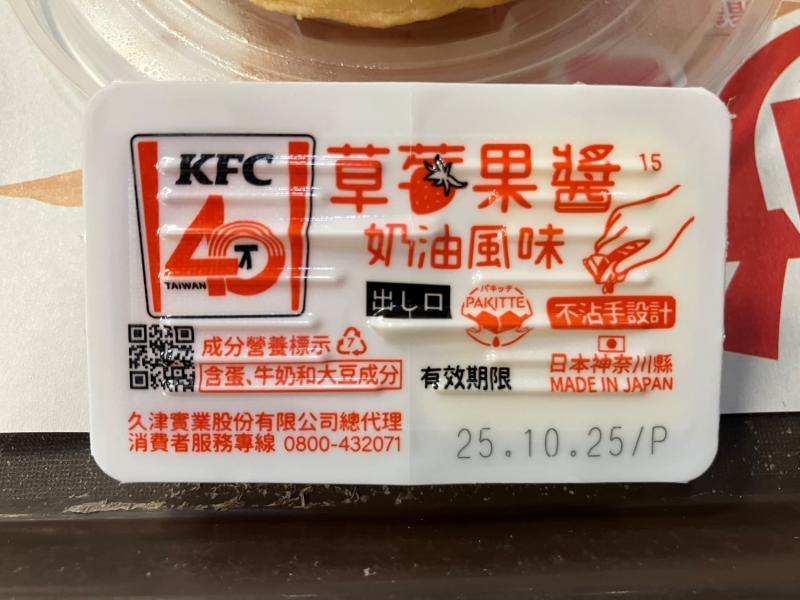 KFC
40
TAIWAN
草莓果醬 15
奶油風味
出し口
パキッテ
PAKITTE
不沾手設計
成分營養標示 7
含蛋、牛奶和大豆成分
有效期限
日本神奈川縣
MADE IN JAPAN
久津實業股份有限公司總代理
消費者服務專線 0800-432071
25.10.25/P